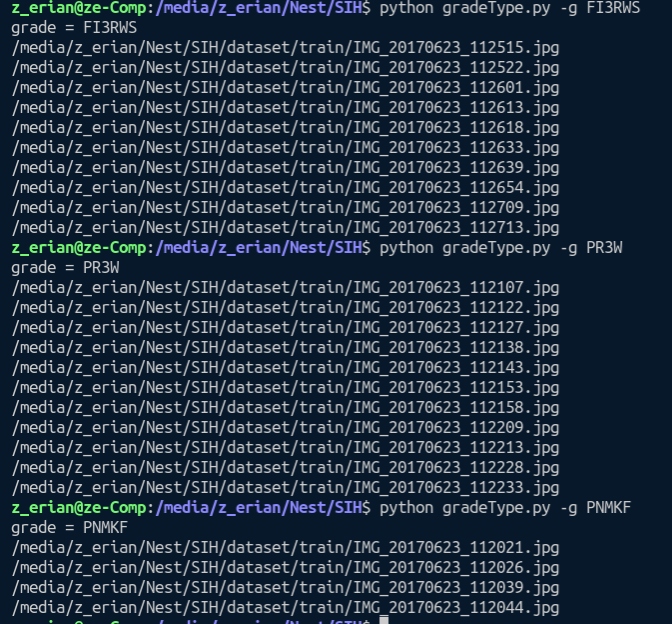 z_erian@ze-Comp:/media/z_erian/Nest/SIH$ python gradeType.py -g FI3RWS
grade = FI3RWS
/media/z_erian/Nest/SIH/dataset/train/IMG_20170623_112515.jpg
/media/z_erian/Nest/SIH/dataset/train/IMG_20170623_112522.jpg
/media/z_erian/Nest/SIH/dataset/train/IMG_20170623_112601.jpg
/media/z_erian/Nest/SIH/dataset/train/IMG_20170623_112613.jpg
/media/z_erian/Nest/SIH/dataset/train/IMG_20170623_112618.jpg
/media/z_erian/Nest/SIH/dataset/train/IMG_20170623_112633.jpg
/media/z_erian/Nest/SIH/dataset/train/IMG_20170623_112639.jpg
/media/z_erian/Nest/SIH/dataset/train/IMG_20170623_112654.jpg
/media/z_erian/Nest/SIH/dataset/train/IMG_20170623_112709.jpg
/media/z_erian/Nest/SIH/dataset/train/IMG_20170623_112713.jpg
z_erian@ze-Comp:/media/z_erian/Nest/SIH$ python gradeType.py -g PR3W
grade = PR3W
/media/z_erian/Nest/SIH/dataset/train/IMG_20170623_112107.jpg
/media/z_erian/Nest/SIH/dataset/train/IMG_20170623_112122.jpg
/media/z_erian/Nest/SIH/dataset/train/IMG_20170623_112127.jpg
/media/z_erian/Nest/SIH/dataset/train/IMG_20170623_112138.jpg
/media/z_erian/Nest/SIH/dataset/train/IMG_20170623_112143.jpg
/media/z_erian/Nest/SIH/dataset/train/IMG_20170623_112153.jpg
/media/z_erian/Nest/SIH/dataset/train/IMG_20170623_112158.jpg
/media/z_erian/Nest/SIH/dataset/train/IMG_20170623_112209.jpg
/media/z_erian/Nest/SIH/dataset/train/IMG_20170623_112213.jpg
/media/z_erian/Nest/SIH/dataset/train/IMG_20170623_112228.jpg
/media/z_erian/Nest/SIH/dataset/train/IMG_20170623_112233.jpg
z_erian@ze-Comp:/media/z_erian/Nest/SIH$ python gradeType.py -g PNMKF
grade = PNMKF
/media/z_erian/Nest/SIH/dataset/train/IMG_20170623_112021.jpg
/media/z_erian/Nest/SIH/dataset/train/IMG_20170623_112026.jpg
/media/z_erian/Nest/SIH/dataset/train/IMG_20170623_112039.jpg
/media/z_erian/Nest/SIH/dataset/train/IMG_20170623_112044.jpg